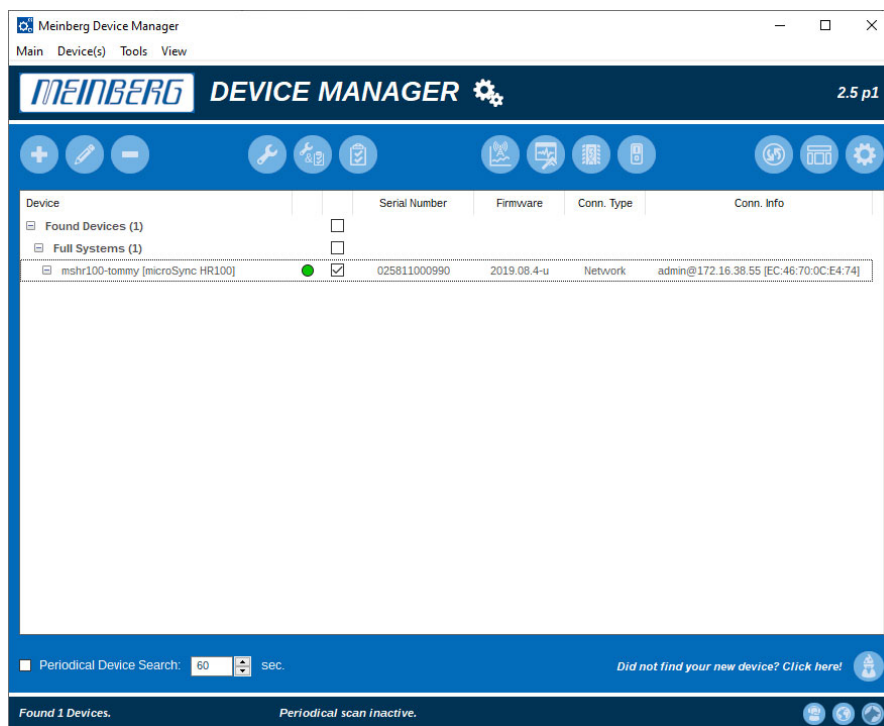 Meinberg Device Manager
Main Device(s) Tools View
MEINBERG DEVICE MANAGER 2.5 p1
Device Serial Number Firmware Conn. Type Conn. Info
Found Devices (1)
Full Systems (1)
mshr100-tommy [microSync HR100] 025811000990 2019.08.4-u Network admin@172.16.38.55 [EC:46:70:0C:E4:74]
Periodical Device Search: 60 sec. Did not find your new device? Click here!
Found 1 Devices. Periodical scan inactive.